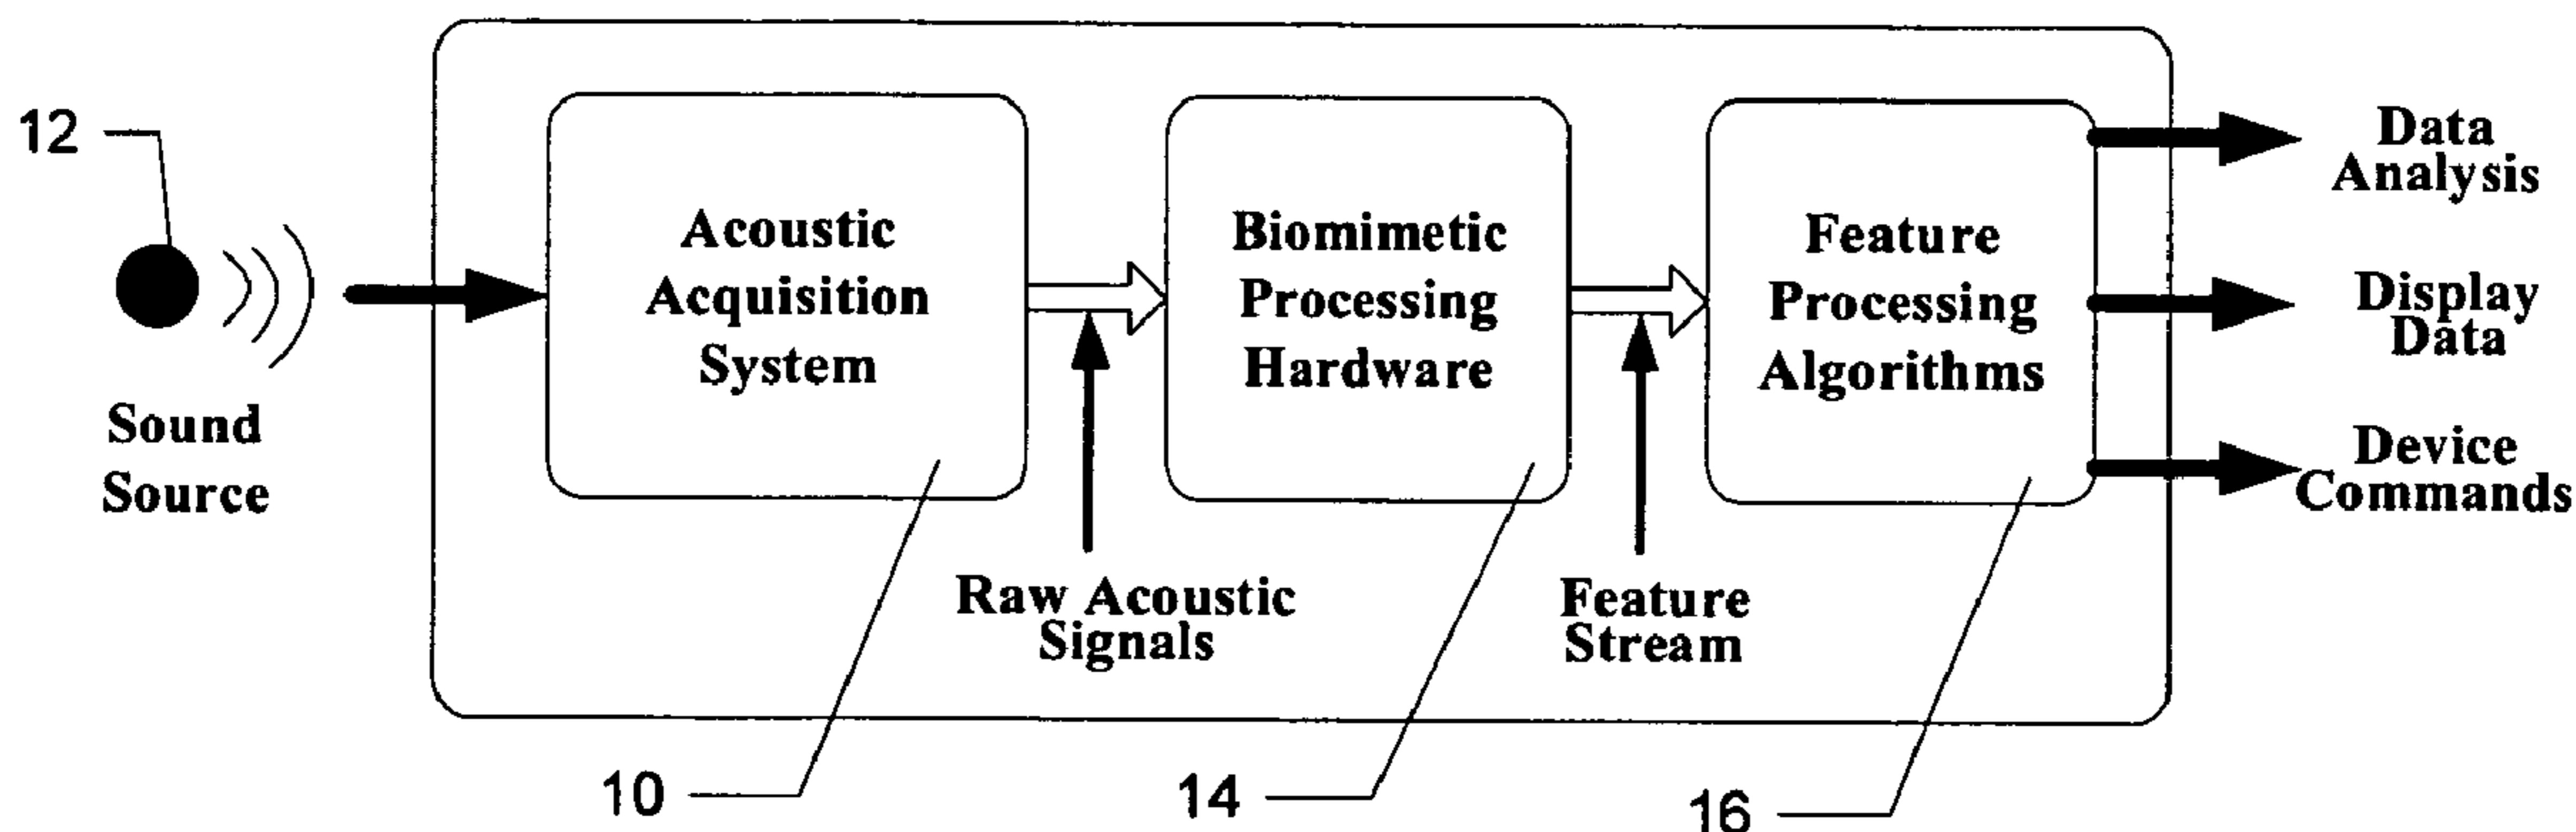 12
Sound
Source
Acoustic
Acquisition
System
Raw Acoustic
Signals
Biomimetic
Processing
Hardware
Feature
Stream
Feature
Processing
Algorithms
Data
Analysis
Display
Data
Device
Commands
10
14
16